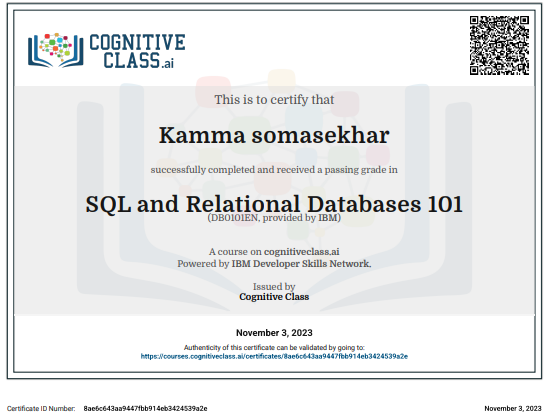 COGNITIVE
CLASS.ai
This is to certify that
Kamma somasekhar
successfully completed and received a passing grade in
SQL and Relational Databases 101
(DB0101EN, provided by IBM)
A course on cognitiveclass.ai
Powered by IBM Developer Skills Network.
Issued by
Cognitive Class
November 3, 2023
Authenticity of this certificate can be validated by going to:
https://courses.cognitiveclass.ai/certificates/8ae6c643aa9447fbb914eb3424539a2e
Certificate ID Number: 8ae6c643aa9447fbb914eb3424539a2e
November 3, 2023